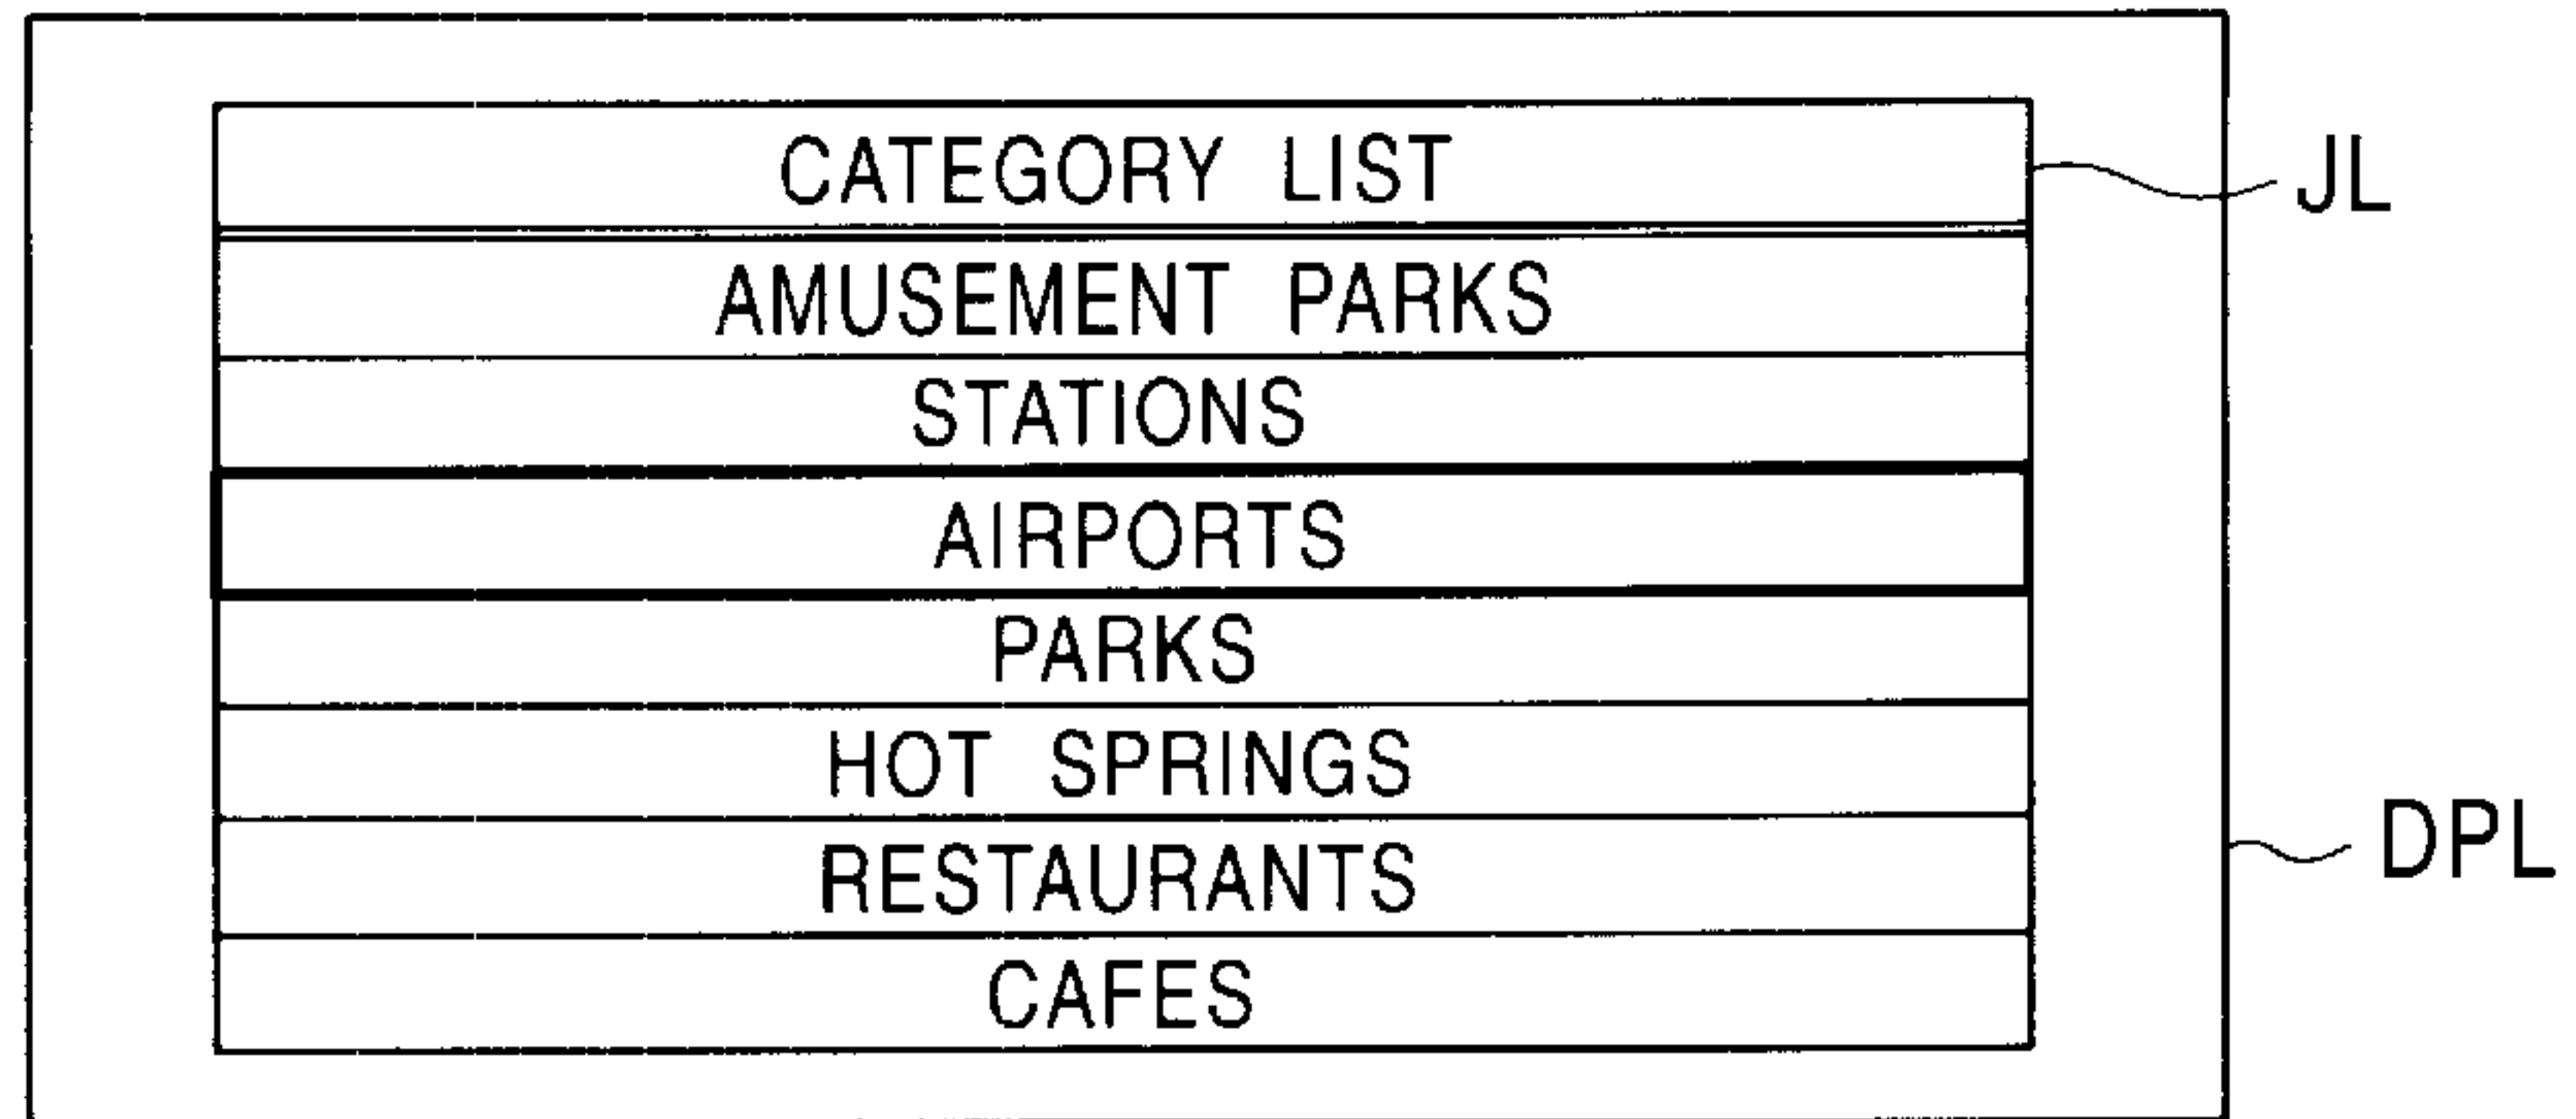 CATEGORY LIST
JL
AMUSEMENT PARKS
STATIONS
AIRPORTS
PARKS
HOT SPRINGS
RESTAURANTS
DPL
CAFES